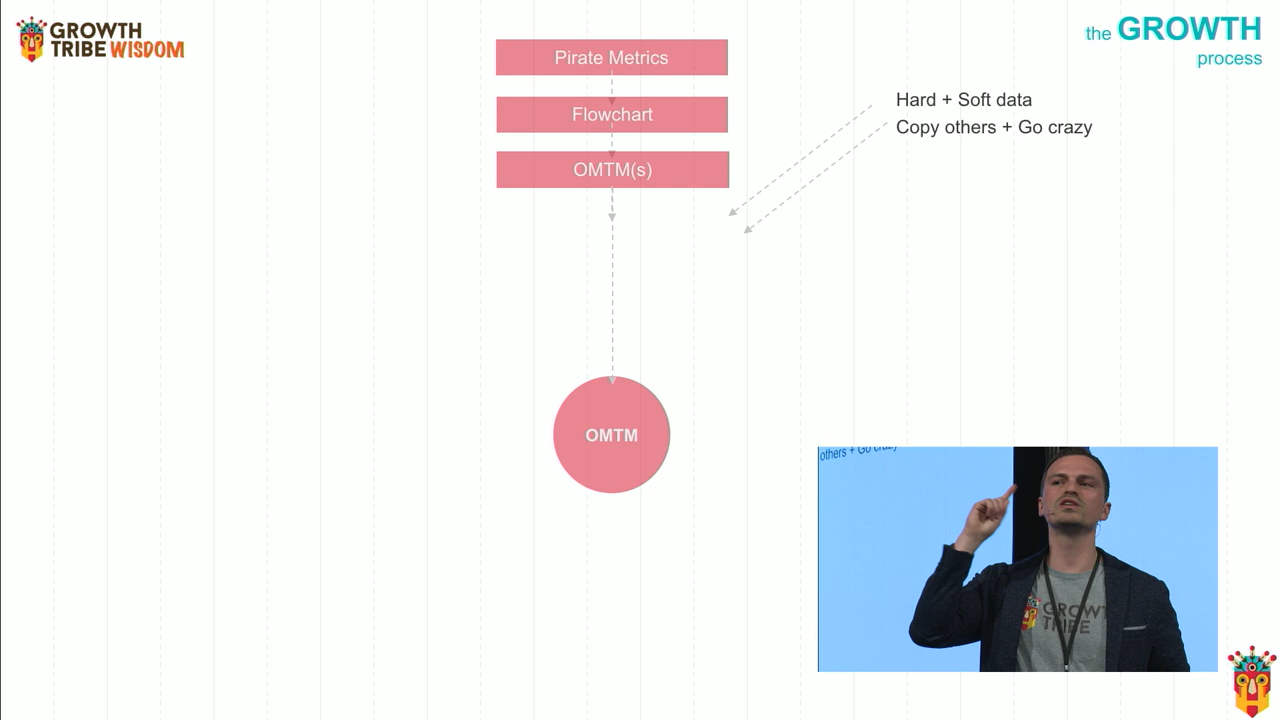 GROWTH
TRIBE WISDOM
the GROWTH
process
Pirate Metrics
Flowchart
OMTM(s)
Hard + Soft data
Copy others + Go crazy
OMTM
others + Go crazy
GROWT
TRIBE